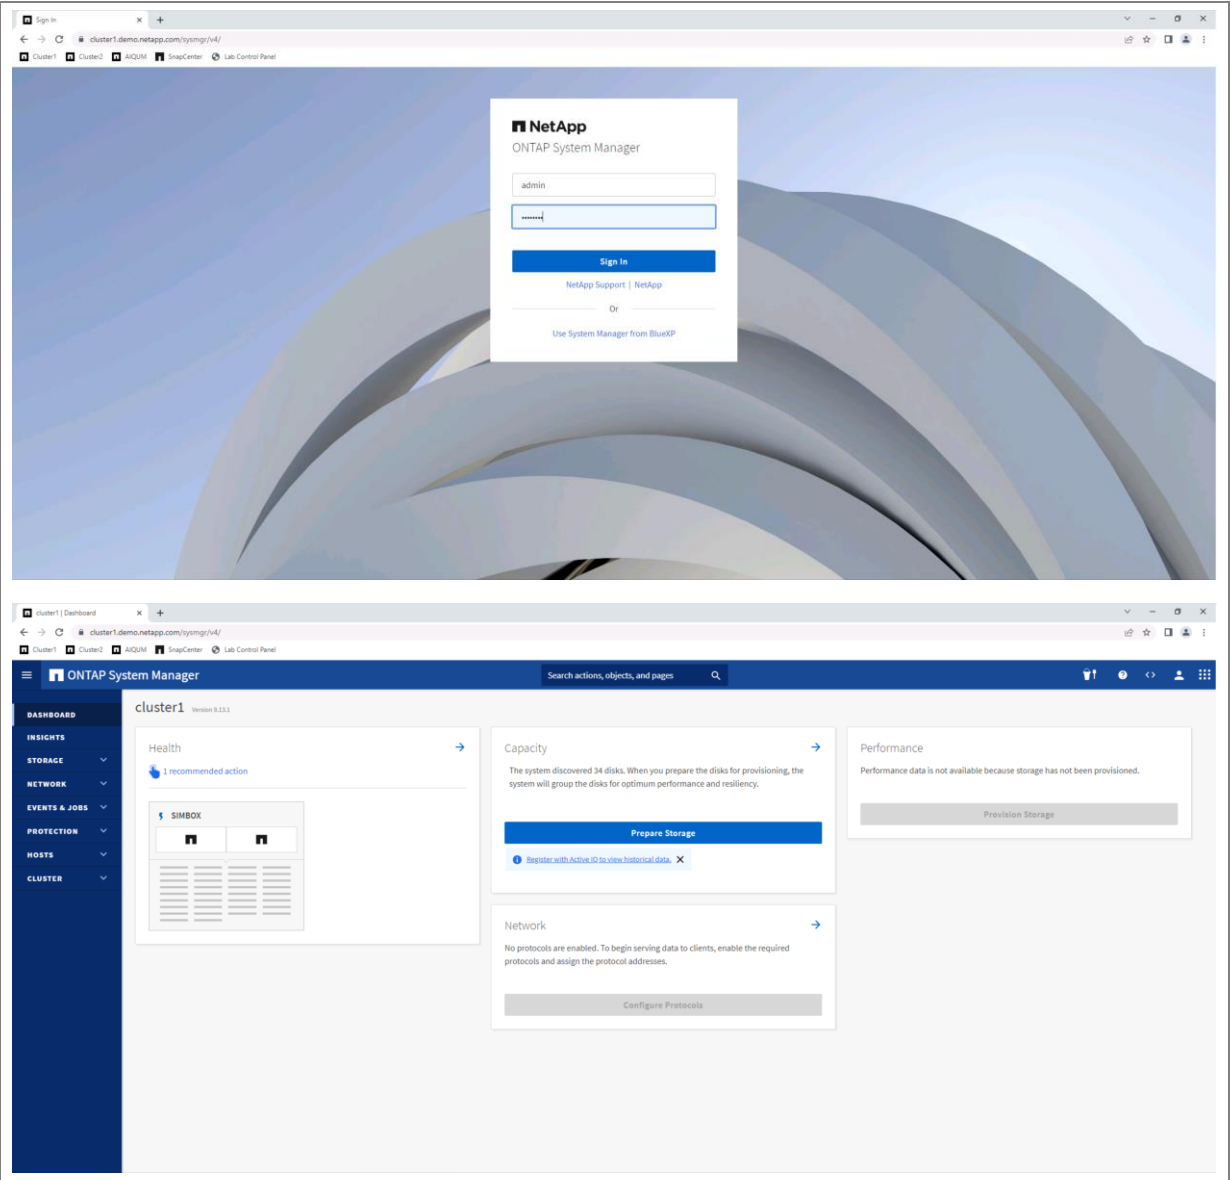 Sign In
cluster1.demo.netapp.com/sysmgr/v4/
Cluster1 Cluster2 AIQUM SnapCenter Lab Control Panel
NetApp
ONTAP System Manager
admin
••••••••
Sign In
NetApp Support | NetApp
Or
Use System Manager from BlueXP
cluster1 | Dashboard
cluster1.demo.netapp.com/sysmgr/v4/
Cluster1 Cluster2 AIQUM SnapCenter Lab Control Panel
ONTAP System Manager
Search actions, objects, and pages
DASHBOARD
INSIGHTS
STORAGE
NETWORK
EVENTS & JOBS
PROTECTION
HOSTS
CLUSTER
cluster1 Version 9.13.1
Health
1 recommended action
SIMBOX
Capacity
The system discovered 34 disks. When you prepare the disks for provisioning, the
system will group the disks for optimum performance and resiliency.
Prepare Storage
Register with Active IQ to view historical data.
Network
No protocols are enabled. To begin serving data to clients, enable the required
protocols and assign the protocol addresses.
Configure Protocols
Performance
Performance data is not available because storage has not been provisioned.
Provision Storage